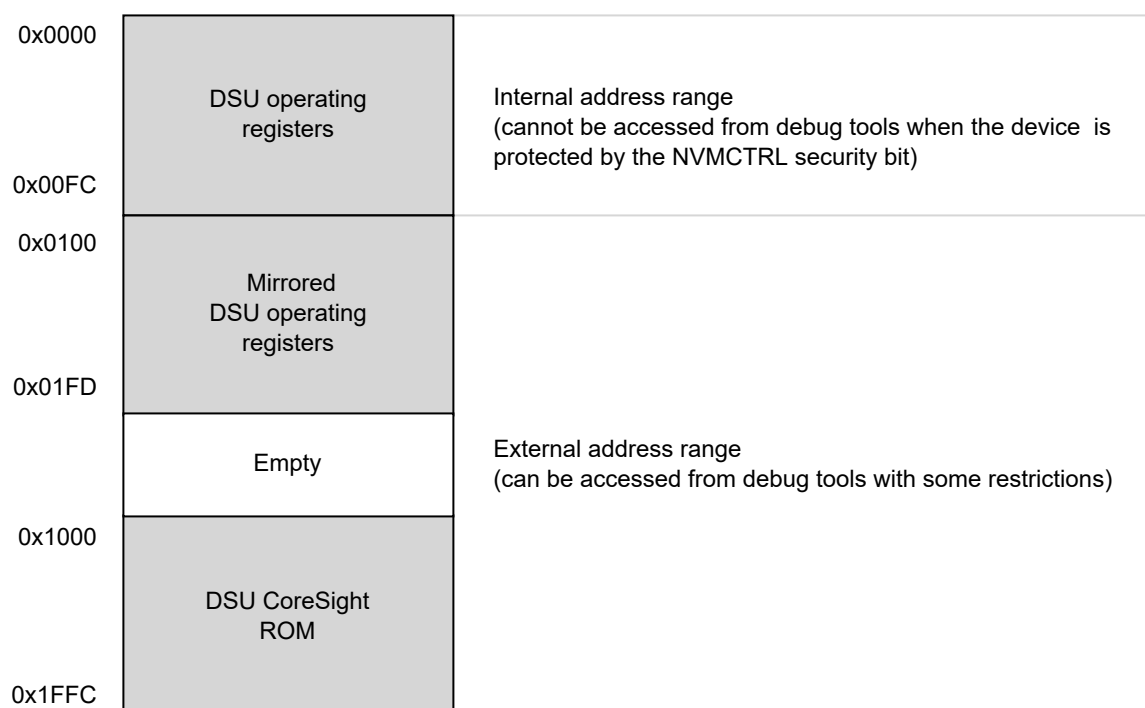 0x0000
DSU operating
registers
Internal address range
(cannot be accessed from debug tools when the device is
protected by the NVMCTRL security bit)
0x00FC
0x0100
Mirrored
DSU operating
registers
0x01FD
Empty
External address range
(can be accessed from debug tools with some restrictions)
0x1000
DSU CoreSight
ROM
0x1FFC